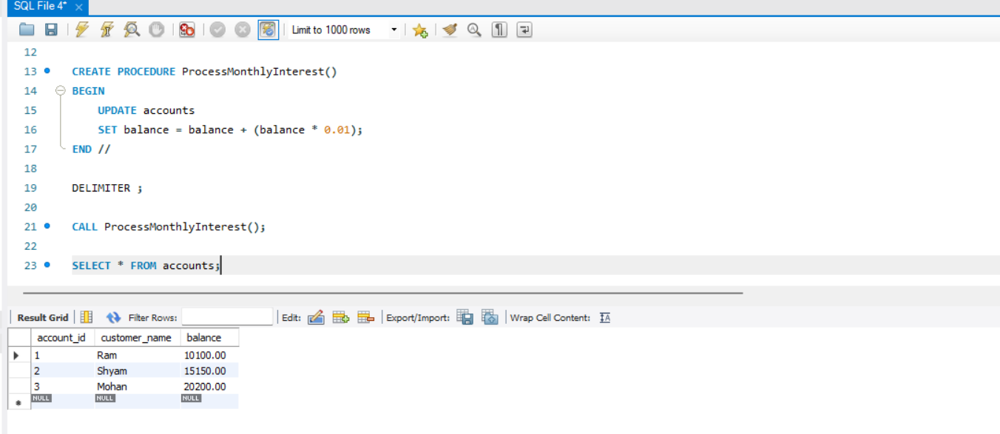 SQL File 4*
Limit to 1000 rows
12
13 CREATE PROCEDURE ProcessMonthlyInterest()
14 BEGIN
15 UPDATE accounts
16 SET balance = balance + (balance * 0.01);
17 END //
18
19 DELIMITER ;
20
21 CALL ProcessMonthlyInterest();
22
23 SELECT * FROM accounts;
Result Grid Filter Rows: Edit: Export/Import: Wrap Cell Content: IA
account_id customer_name balance
1 Ram 10100.00
2 Shyam 15150.00
3 Mohan 20200.00
NULL NULL NULL